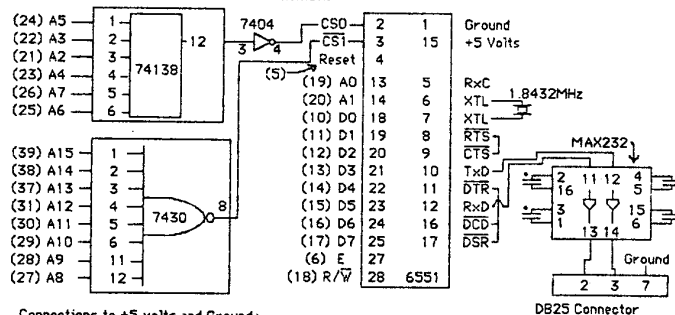 (24) A5 1
(22) A3 2
(21) A2 3
(23) A4 4
(26) A7 5
(25) A6 6
74138
12
7404
3 4
(39) A15 1
(38) A14 2
(37) A13 3
(31) A12 4
(30) A11 5
(29) A10 6
(28) A9 11
(27) A8 12
7430
8
CS0 2 1 Ground
CS1 3 15 +5 Volts
Reset 4
(5)
(19) A0 13 5 RxC
(20) A1 14 6 XTL
(10) D0 18 7 XTL
1.8432MHz
(11) D1 19 8 RTS
(12) D2 20 9 CTS
(13) D3 21 10 TxD
(14) D4 22 11 DTR
(15) D5 23 12 RxD
(16) D6 24 16 DCD
(17) D7 25 17 DSR
(6) E 27
(18) R/W 28 6551
MAX232
2 11 12 4
16 5
3 15
1 6
13 14
Ground
2 3 7
DB25 Connector
Connections to +5 volts and Ground: